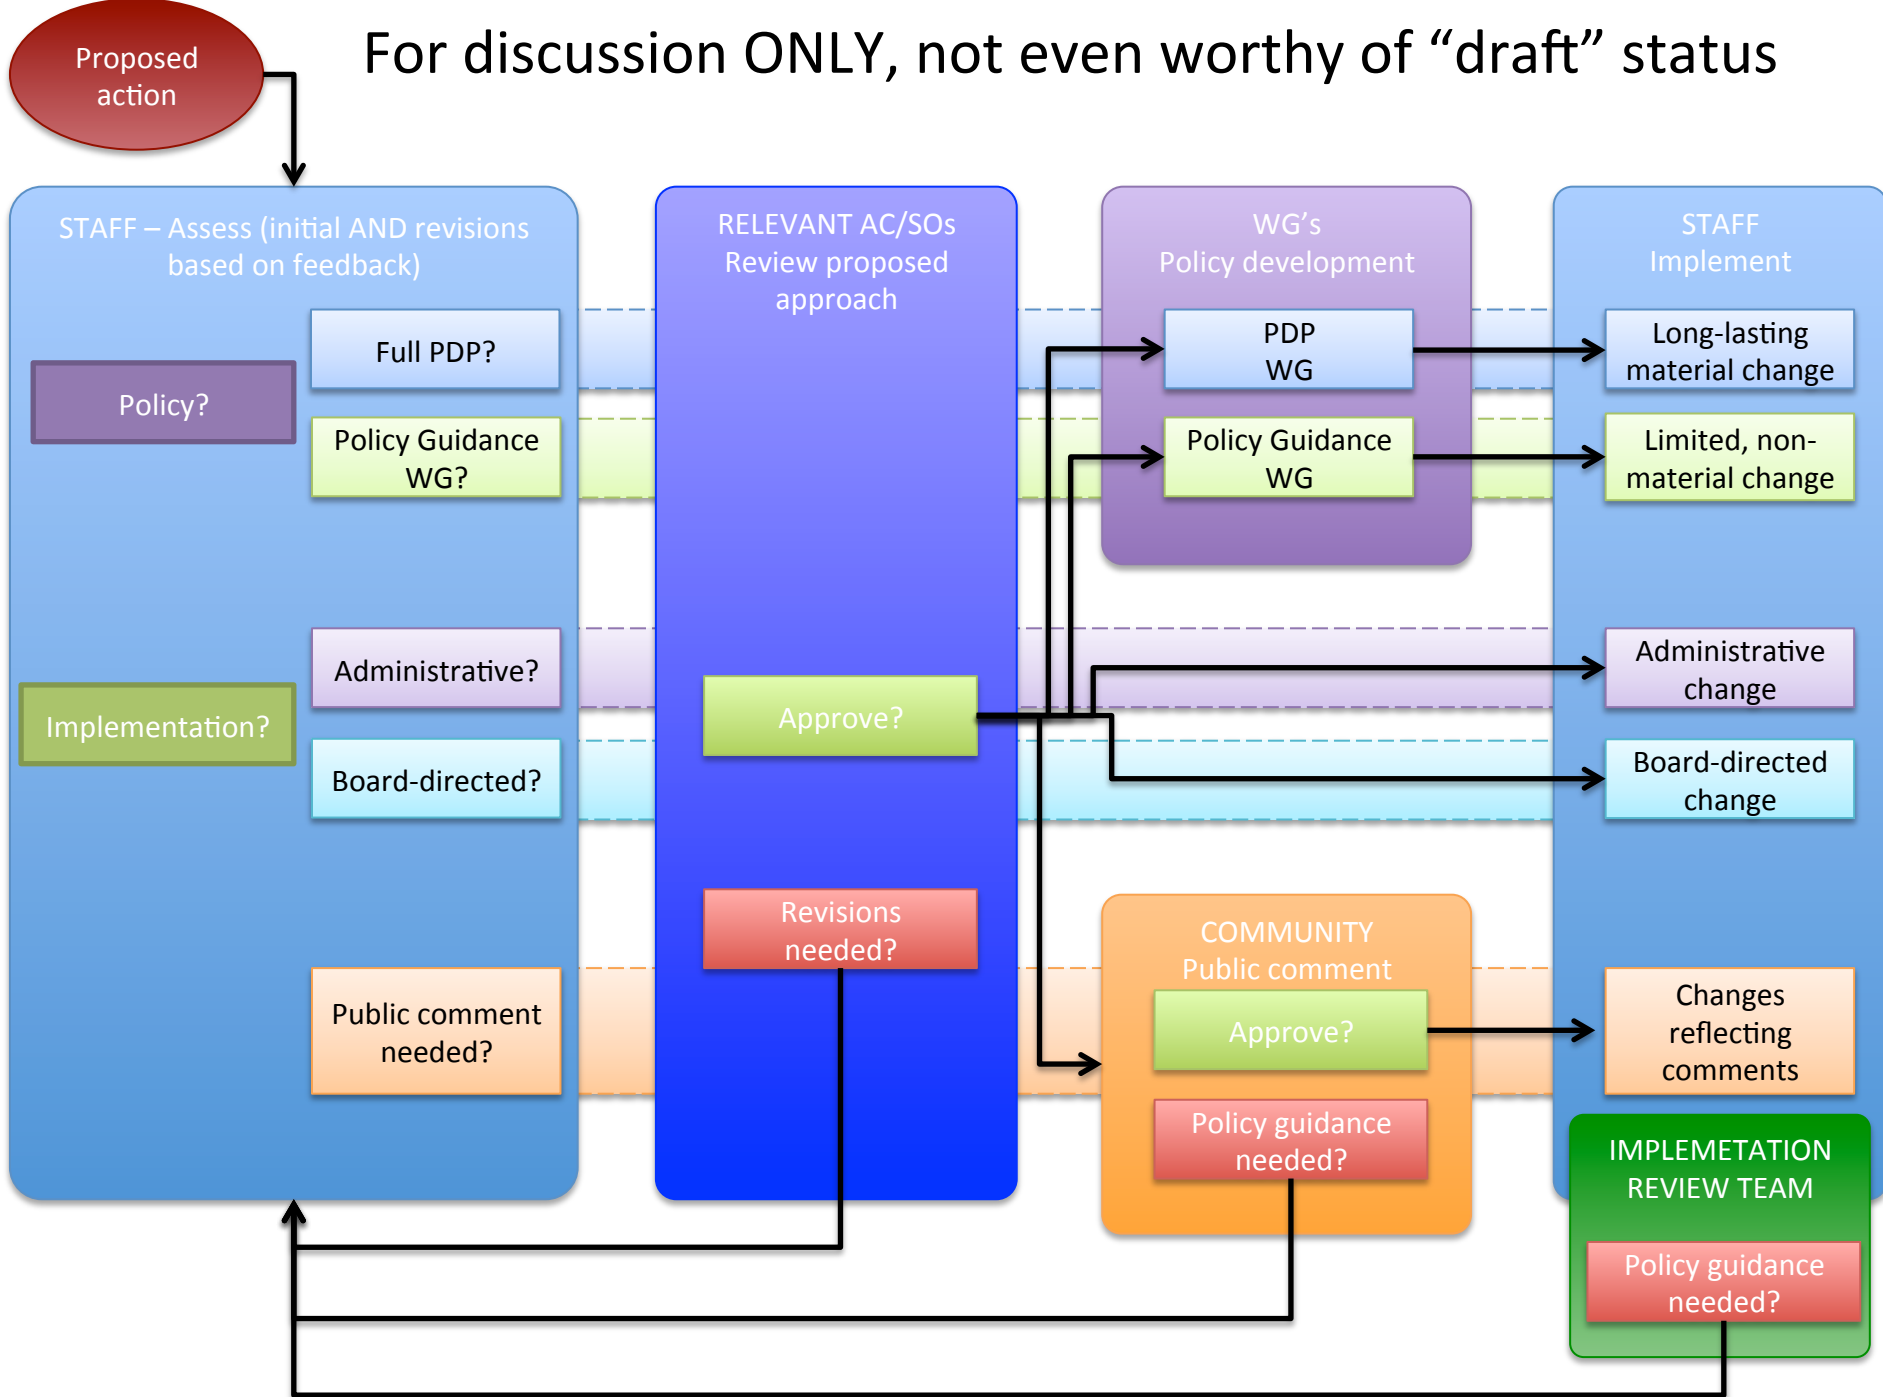 Proposed
action
For discussion ONLY, not even worthy of “draft” status
STAFF – Assess (initial AND revisions
based on feedback)
Policy?
Full PDP?
Policy Guidance
WG?
Implementation?
Administrative?
Board-directed?
Public comment
needed?
RELEVANT AC/SOs
Review proposed
approach
Approve?
Revisions
needed?
WG’s
Policy development
PDP
WG
Policy Guidance
WG
COMMUNITY
Public comment
Approve?
Policy guidance
needed?
STAFF
Implement
Long-lasting
material change
Limited, non-
material change
Administrative
change
Board-directed
change
Changes
reflecting
comments
IMPLEMETATION
REVIEW TEAM
Policy guidance
needed?